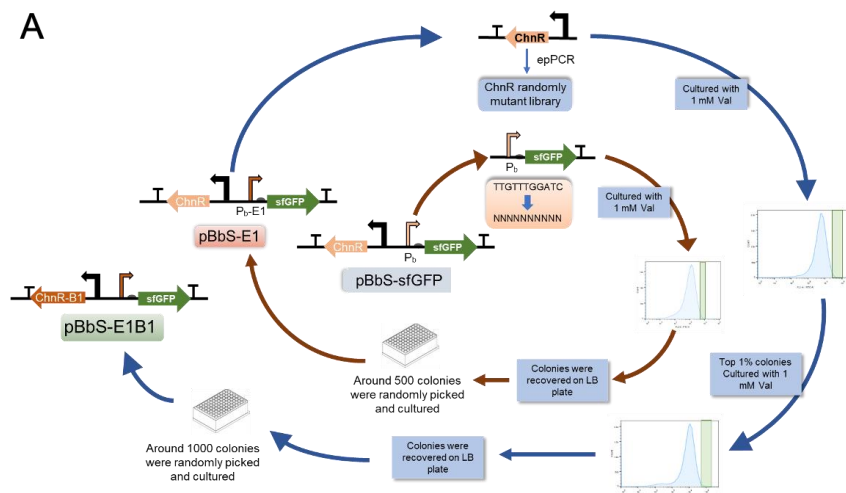 A
ChnR
epPCR
ChnR randomly
mutant library
Cultured with
1 mM Val
sfGFP
Pb
TTGTTTGGATC
NNNNNNNNNN
Cultured with
1 mM Val
ChnR
sfGFP
Pb-E1
pBbS-E1
ChnR
sfGFP
Pb
pBbS-sfGFP
ChnR-B1
sfGFP
pBbS-E1B1
Top 1% colonies
Cultured with 1
mM Val
Around 500 colonies
were randomly picked
and cultured
Colonies were
recovered on LB
plate
Around 1000 colonies
were randomly picked
and cultured
Colonies were
recovered on LB
plate